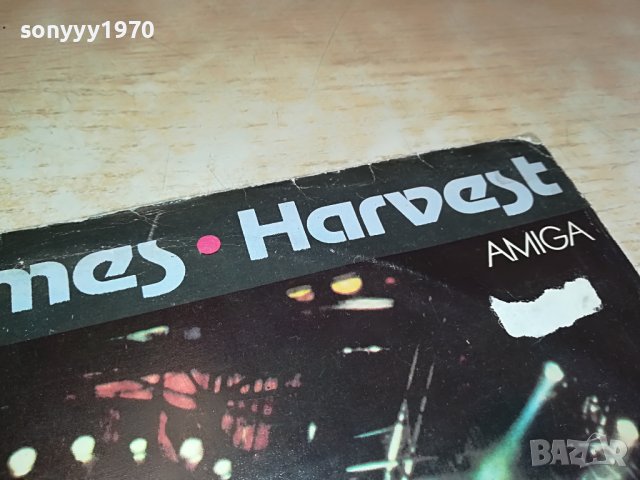 sonyyy1970
mes • Harvest
AMIGA
BAZAR